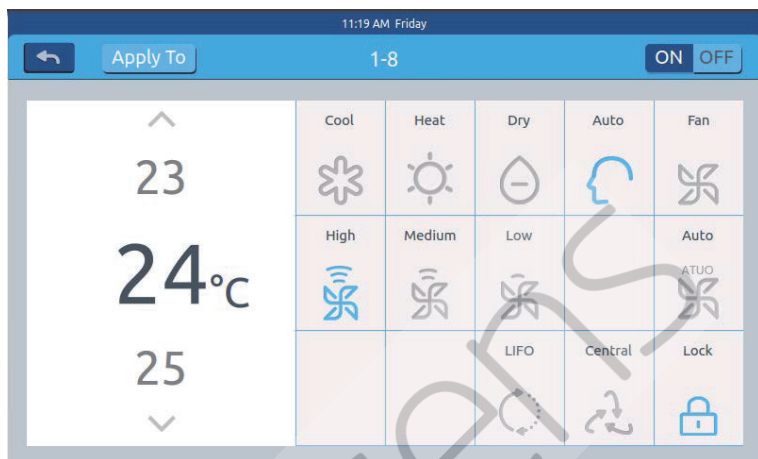 11:19 AM Friday
Apply To
1-8
ON OFF
23
24°C
25
Cool Heat Dry Auto Fan
High Medium Low Auto
ATUO
LIFO Central Lock